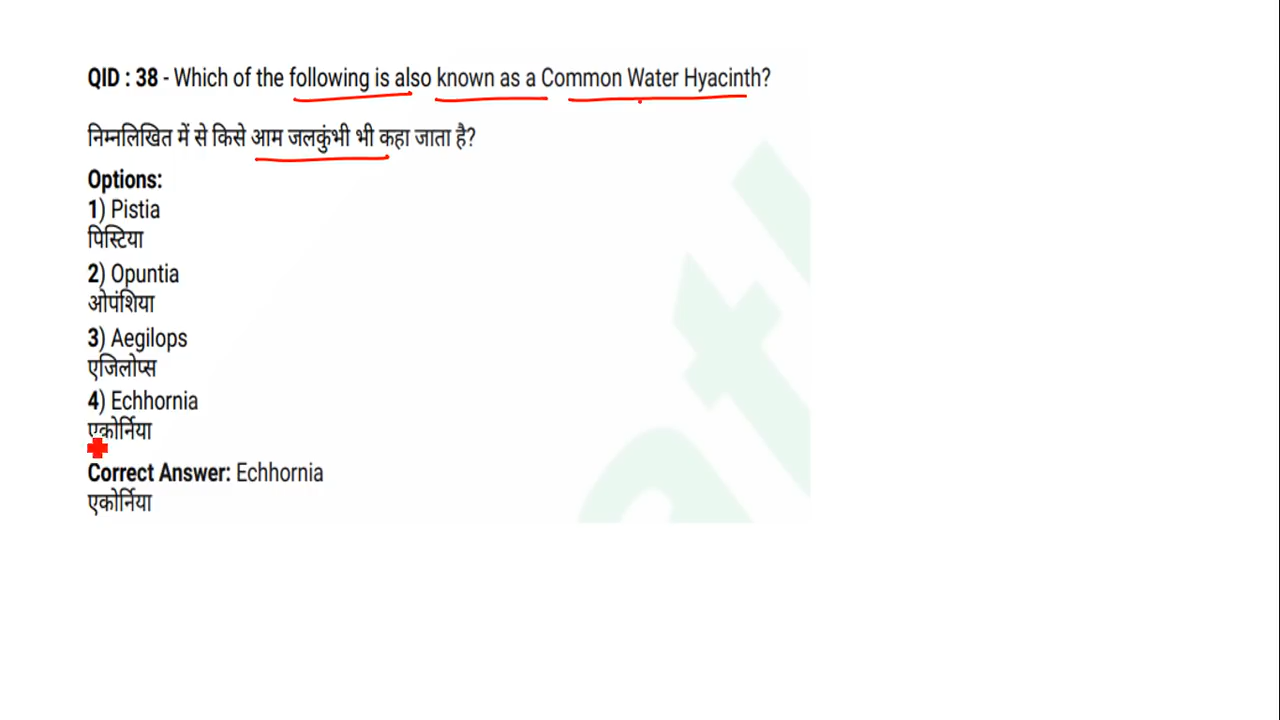 QID : 38 - Which of the following is also known as a Common Water Hyacinth?
निम्नलिखित में से किसे आम जलकुंभी भी कहा जाता है?
Options:
1) Pistia
पिस्टिया
2) Opuntia
ओपंशिया
3) Aegilops
एजिलोप्स
4) Echhornia
एकोर्निया
Correct Answer: Echhornia
एकोर्निया